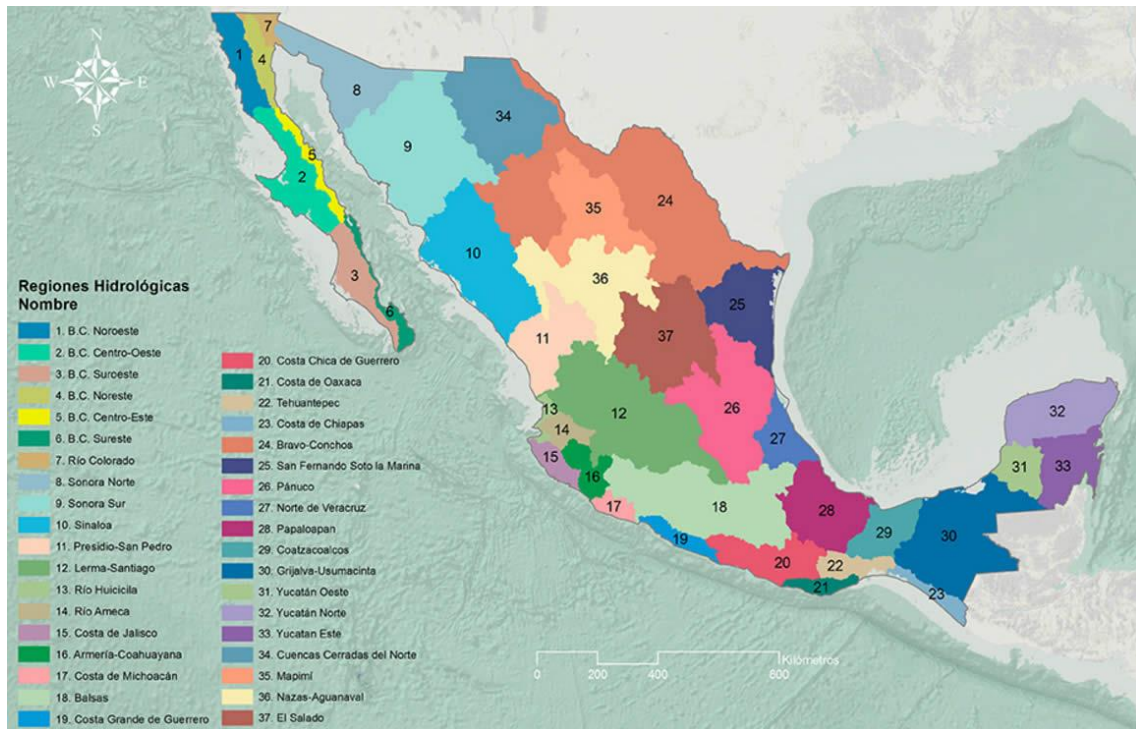 N
W E
S
1
4
7
8
34
9
5
2
24
35
10
36
3
25
6
37
11
26
12
32
13
14
27
15
31
33
16
17
18
28
29
30
19
20
22
21
23
Regiones Hidrológicas
Nombre
1. B.C. Noroeste
2. B.C. Centro-Oeste
3. B.C. Suroeste
4. B.C. Noreste
5. B.C. Centro-Este
6. B.C. Sureste
7. Río Colorado
8. Sonora Norte
9. Sonora Sur
10. Sinaloa
11. Presidio-San Pedro
12. Lerma-Santiago
13. Río Huicicila
14. Río Ameca
15. Costa de Jalisco
16. Armería-Coahuayana
17. Costa de Michoacán
18. Balsas
19. Costa Grande de Guerrero
20. Costa Chica de Guerrero
21. Costa de Oaxaca
22. Tehuantepec
23. Costa de Chiapas
24. Bravo-Conchos
25. San Fernando Soto la Marina
26. Pánuco
27. Norte de Veracruz
28. Papaloapan
29. Coatzacoalcos
30. Grijalva-Usumacinta
31. Yucatán Oeste
32. Yucatán Norte
33. Yucatan Este
34. Cuencas Cerradas del Norte
35. Mapimí
36. Nazas-Aguanaval
37. El Salado
Kilómetros
0 200 400 800